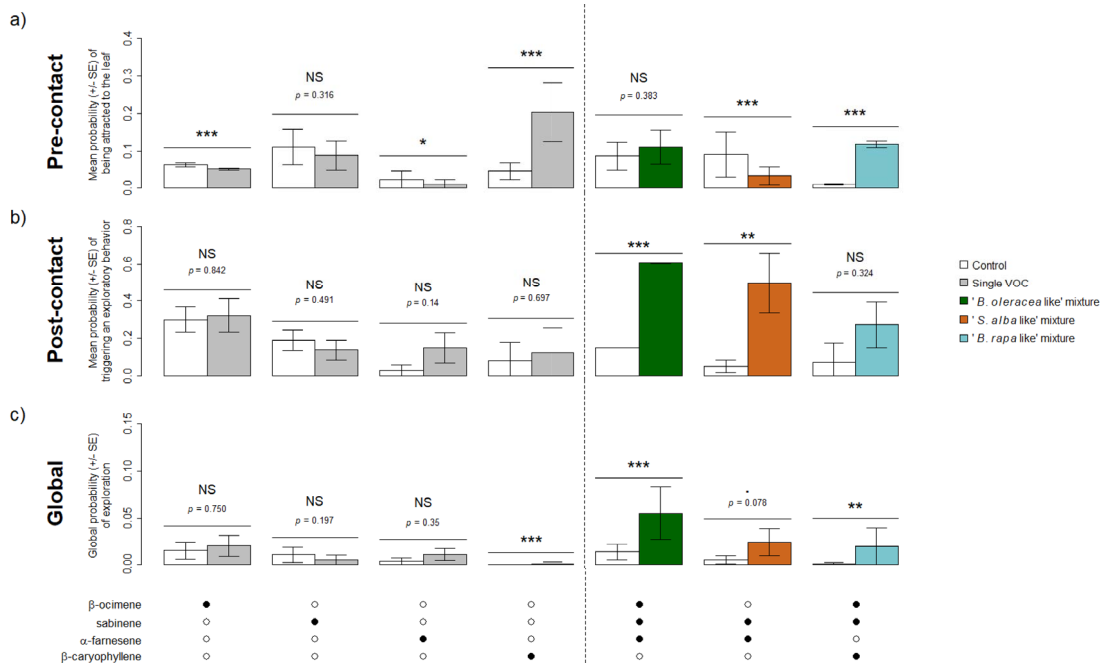 a)
Pre-contact
Mean probability (+/- SE) of
being attracted to the leaf
0.0 0.1 0.2 0.3 0.4
***
NS
p = 0.316
*
***
NS
p = 0.383
***
***
b)
Post-contact
Mean probability (+/- SE) of
triggering an exploratory behavior
0.0 0.2 0.4 0.6 0.8
NS
p = 0.842
NS
p = 0.491
NS
p = 0.14
NS
p = 0.697
***
**
NS
p = 0.324
Control
Single VOC
'B. oleracea like' mixture
'S. alba like' mixture
'B. rapa like' mixture
c)
Global
Global probability (+/- SE)
of exploration
0.00 0.05 0.10 0.15
NS
p = 0.750
NS
p = 0.197
NS
p = 0.35
***
***
.
p = 0.078
**
β-ocimene
sabinene
α-farnesene
β-caryophyllene